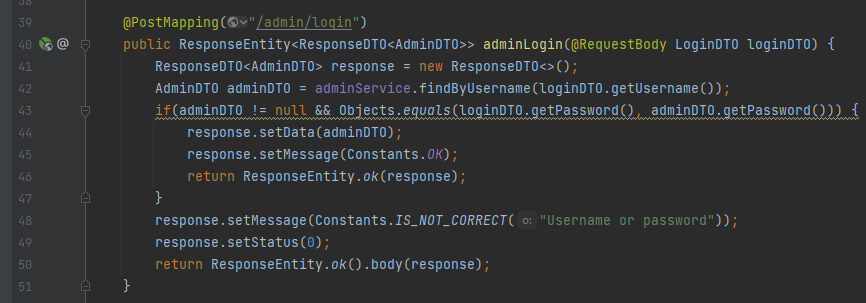 38
39 @PostMapping("/admin/login")
40 @ public ResponseEntity<ResponseDTO<AdminDTO>> adminLogin(@RequestBody LoginDTO loginDTO) {
41 ResponseDTO<AdminDTO> response = new ResponseDTO<>();
42 AdminDTO adminDTO = adminService.findByUsername(loginDTO.getUsername());
43 if(adminDTO != null && Objects.equals(loginDTO.getPassword(), adminDTO.getPassword())) {
44 response.setData(adminDTO);
45 response.setMessage(Constants.OK);
46 return ResponseEntity.ok(response);
47 }
48 response.setMessage(Constants.IS_NOT_CORRECT( o: "Username or password"));
49 response.setStatus(0);
50 return ResponseEntity.ok().body(response);
51 }